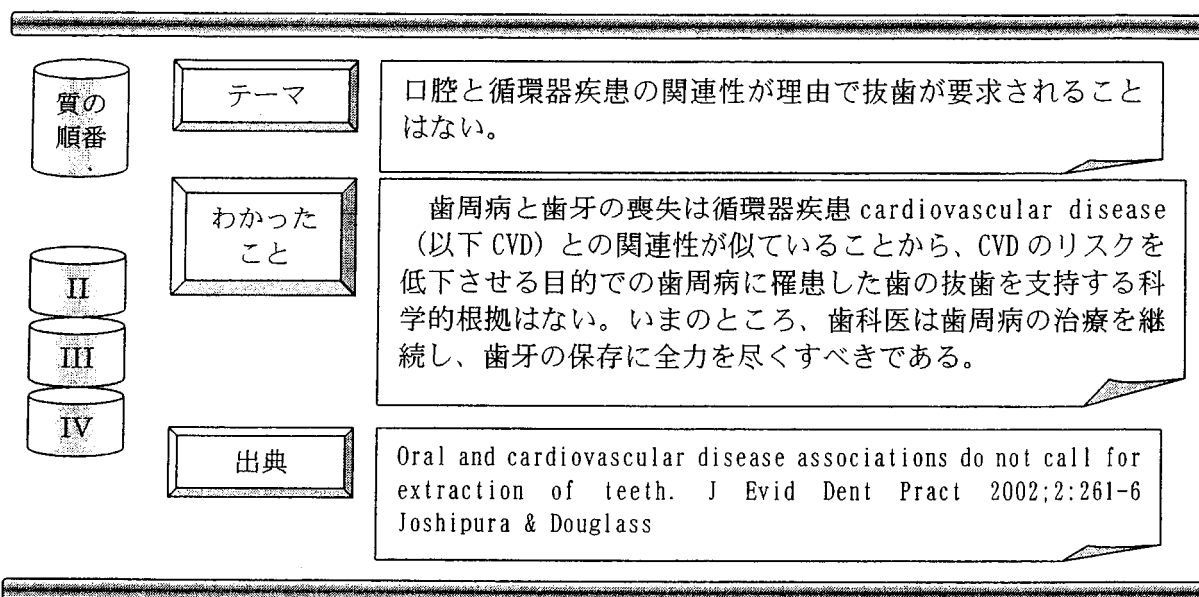 質の
順番
テーマ
口腔と循環器疾患の関連性が理由で抜歯が要求されること
はない。
わかった
こと
歯周病と歯牙の喪失は循環器疾患 cardiovascular disease
（以下 CVD）との関連性が似ていることから、CVD のリスクを
低下させる目的での歯周病に罹患した歯の抜歯を支持する科
学的根拠はない。いまのところ、歯科医は歯周病の治療を継
続し、歯牙の保存に全力を尽くすべきである。
II
III
IV
出典
Oral and cardiovascular disease associations do not call for
extraction of teeth. J Evid Dent Pract 2002;2:261-6
Joshipura & Douglass